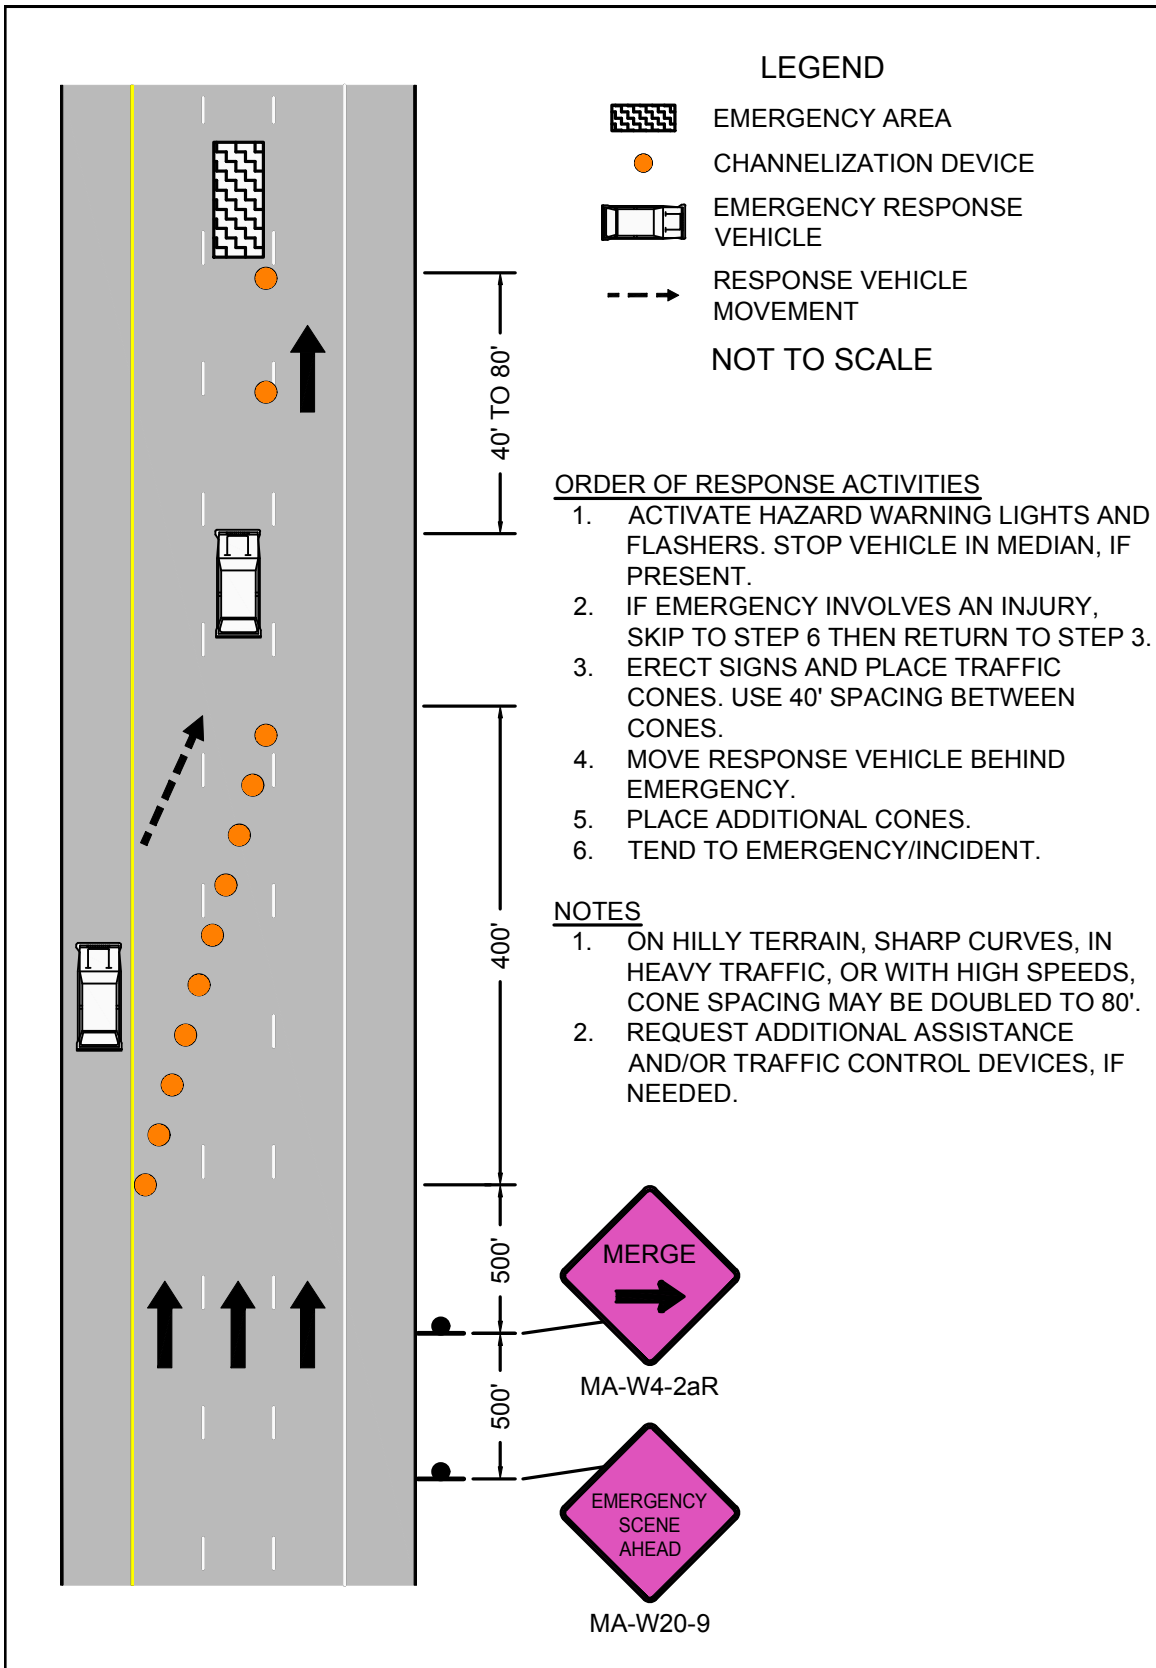 LEGEND
EMERGENCY AREA
CHANNELIZATION DEVICE
EMERGENCY RESPONSE
VEHICLE
RESPONSE VEHICLE
MOVEMENT
NOT TO SCALE
40' TO 80'
ORDER OF RESPONSE ACTIVITIES
1. ACTIVATE HAZARD WARNING LIGHTS AND
FLASHERS. STOP VEHICLE IN MEDIAN, IF
PRESENT.
2. IF EMERGENCY INVOLVES AN INJURY,
SKIP TO STEP 6 THEN RETURN TO STEP 3.
3. ERECT SIGNS AND PLACE TRAFFIC
CONES. USE 40' SPACING BETWEEN
CONES.
4. MOVE RESPONSE VEHICLE BEHIND
EMERGENCY.
5. PLACE ADDITIONAL CONES.
6. TEND TO EMERGENCY/INCIDENT.
400'
NOTES
1. ON HILLY TERRAIN, SHARP CURVES, IN
HEAVY TRAFFIC, OR WITH HIGH SPEEDS,
CONE SPACING MAY BE DOUBLED TO 80'.
2. REQUEST ADDITIONAL ASSISTANCE
AND/OR TRAFFIC CONTROL DEVICES, IF
NEEDED.
500'
MERGE
MA-W4-2aR
500'
EMERGENCY
SCENE
AHEAD
MA-W20-9